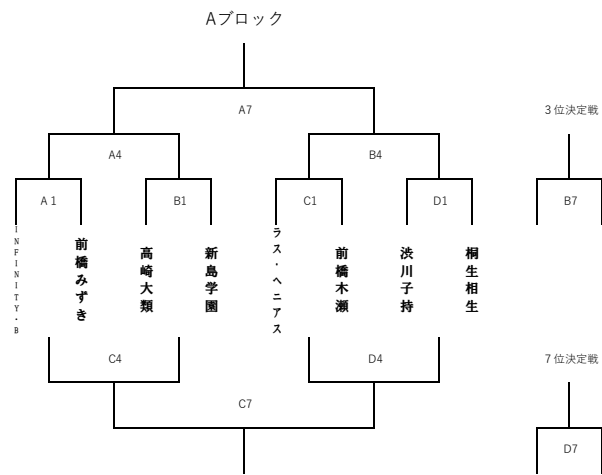 Aブロック
A7
3位決定戦
A4
B4
A1
B1
C1
D1
B7
INFINITY・B
前橋みずき
高崎大類
新島学園
ラス・ヘニアス
前橋木瀬
渋川子持
桐生相生
C4
D4
7位決定戦
C7
D7